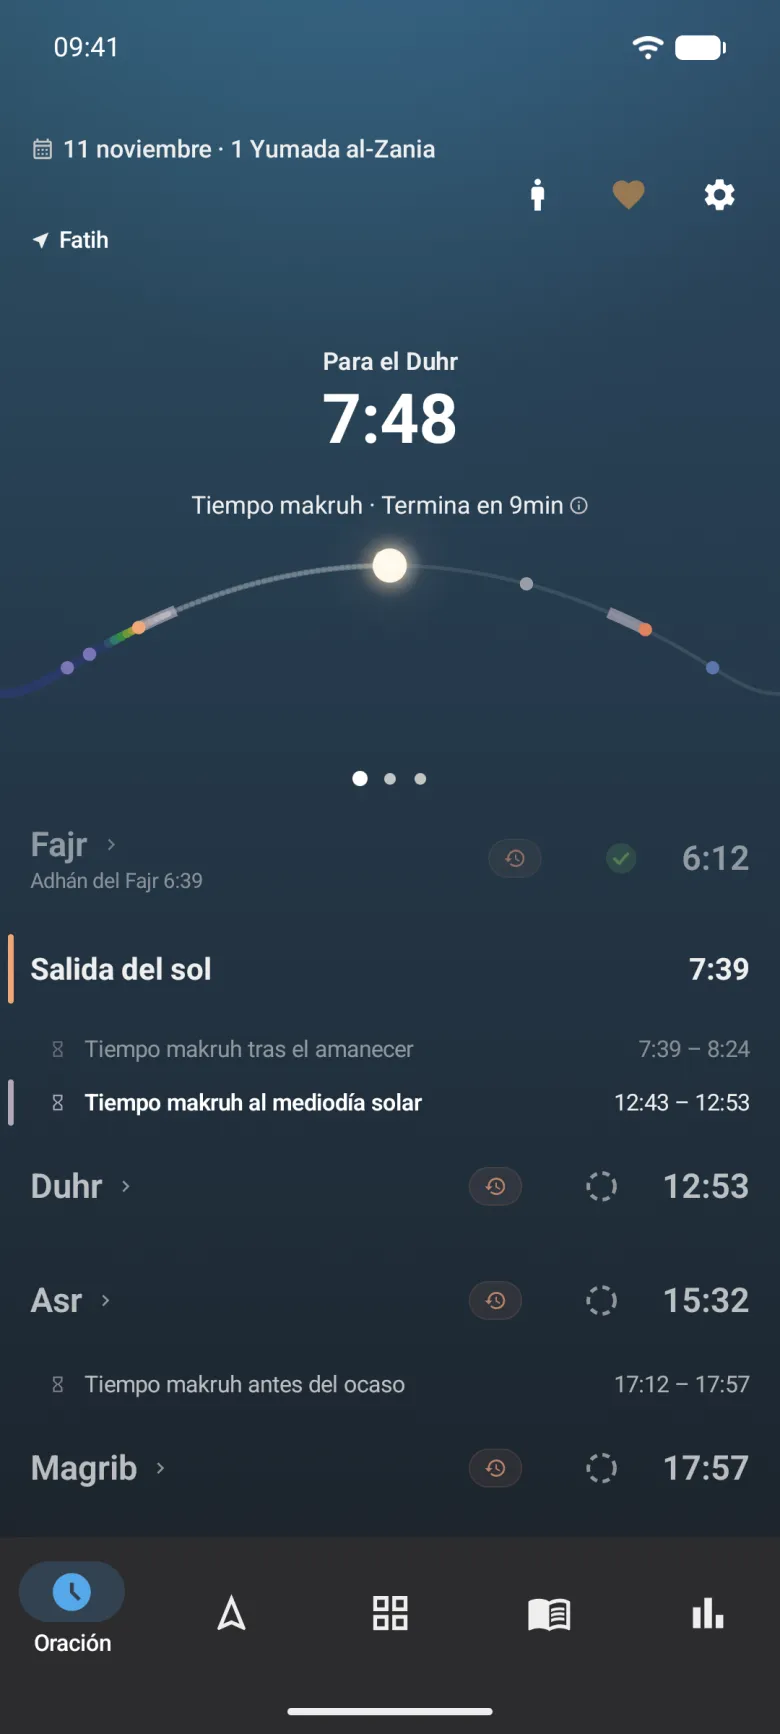 09:41
11 noviembre · 1 Yumada al-Zania
Fatih
Para el Duhr
7:48
Tiempo makruh · Termina en 9min
Fajr
Adhán del Fajr 6:39
6:12
Salida del sol
7:39
Tiempo makruh tras el amanecer
7:39 – 8:24
Tiempo makruh al mediodía solar
12:43 – 12:53
Duhr
12:53
Asr
15:32
Tiempo makruh antes del ocaso
17:12 – 17:57
Magrib
17:57
Oración